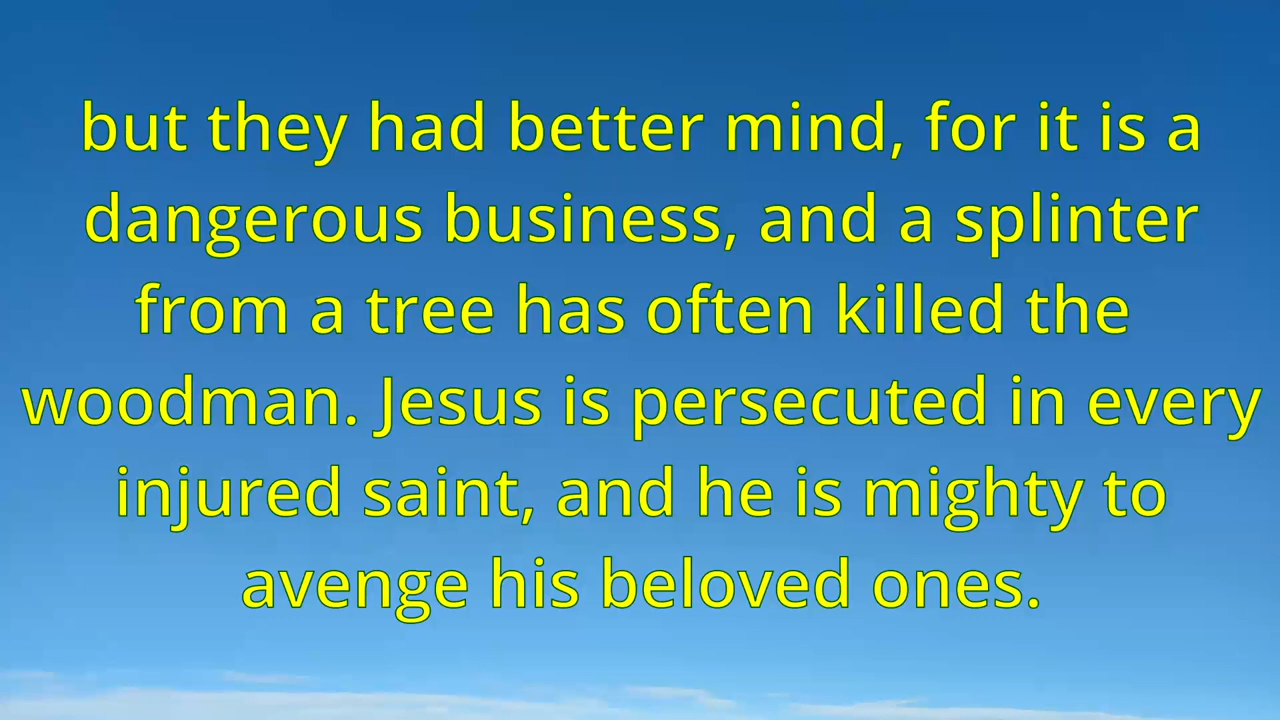 but they had better mind, for it is a
dangerous business, and a splinter
from a tree has often killed the
woodman. Jesus is persecuted in every
injured saint, and he is mighty to
avenge his beloved ones.